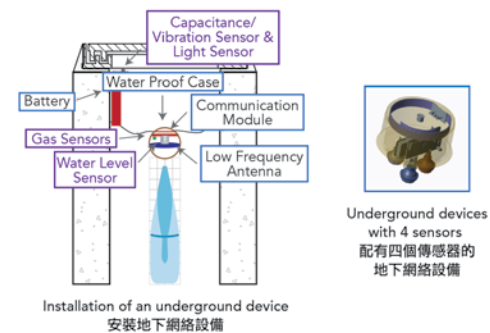 Capacitance/
Vibration Sensor &
Light Sensor
Water Proof Case
Battery
Communication
Module
Gas Sensors
Water Level
Sensor
Low Frequency
Antenna
Installation of an underground device
安裝地下網絡設備
Underground devices
with 4 sensors
配有四個傳感器的
地下網絡設備